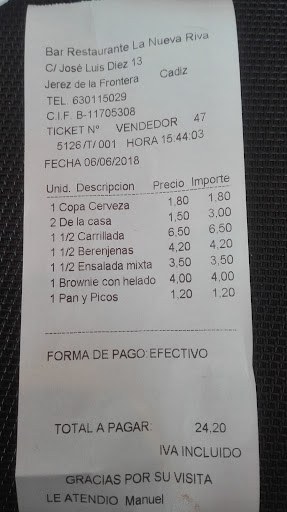 Bar Restaurante La Nueva Riva
C/ José Luis Diez 13
Jerez de la Frontera Cadiz
TEL 630115029
C.I.F. B-11705308
TICKET Nº VENDEDOR 47
5126/T/ 001 HORA 15:44:03
FECHA 06/06/2018
Unid. Descripcion Precio Importe
1 Copa Cerveza 1,80 1,80
2 De la casa 1,50 3,00
1 1/2 Carrillada 6,50 6,50
1 1/2 Berenjenas 4,20 4,20
1 1/2 Ensalada mixta 3,50 3,50
1 Brownie con helado 4,00 4,00
1 Pan y Picos 1,20 1,20
FORMA DE PAGO:EFECTIVO
TOTAL A PAGAR: 24.20
IVA INCLUIDO
GRACIAS POR SU VISITA
LE ATENDIO Manuel